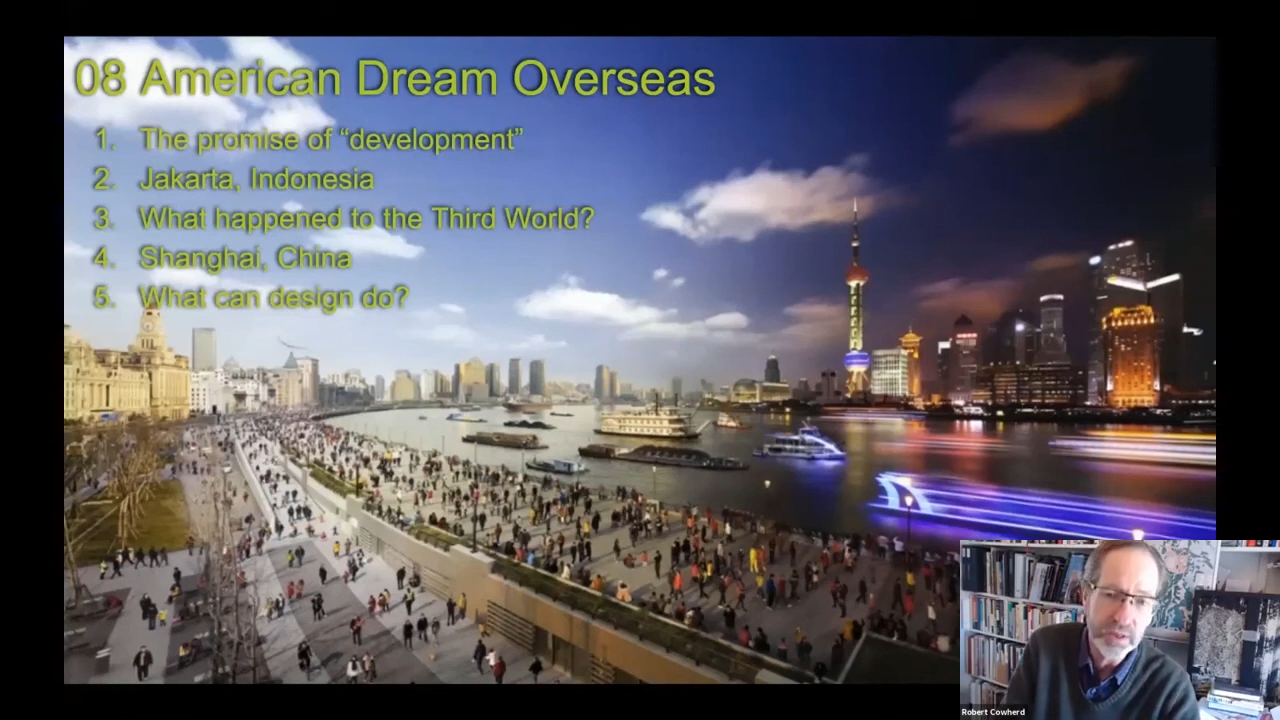 08 American Dream Overseas
1. The promise of “development”
2. Jakarta, Indonesia
3. What happened to the Third World?
4. Shanghai, China
5. What can design do?
Robert Cowherd